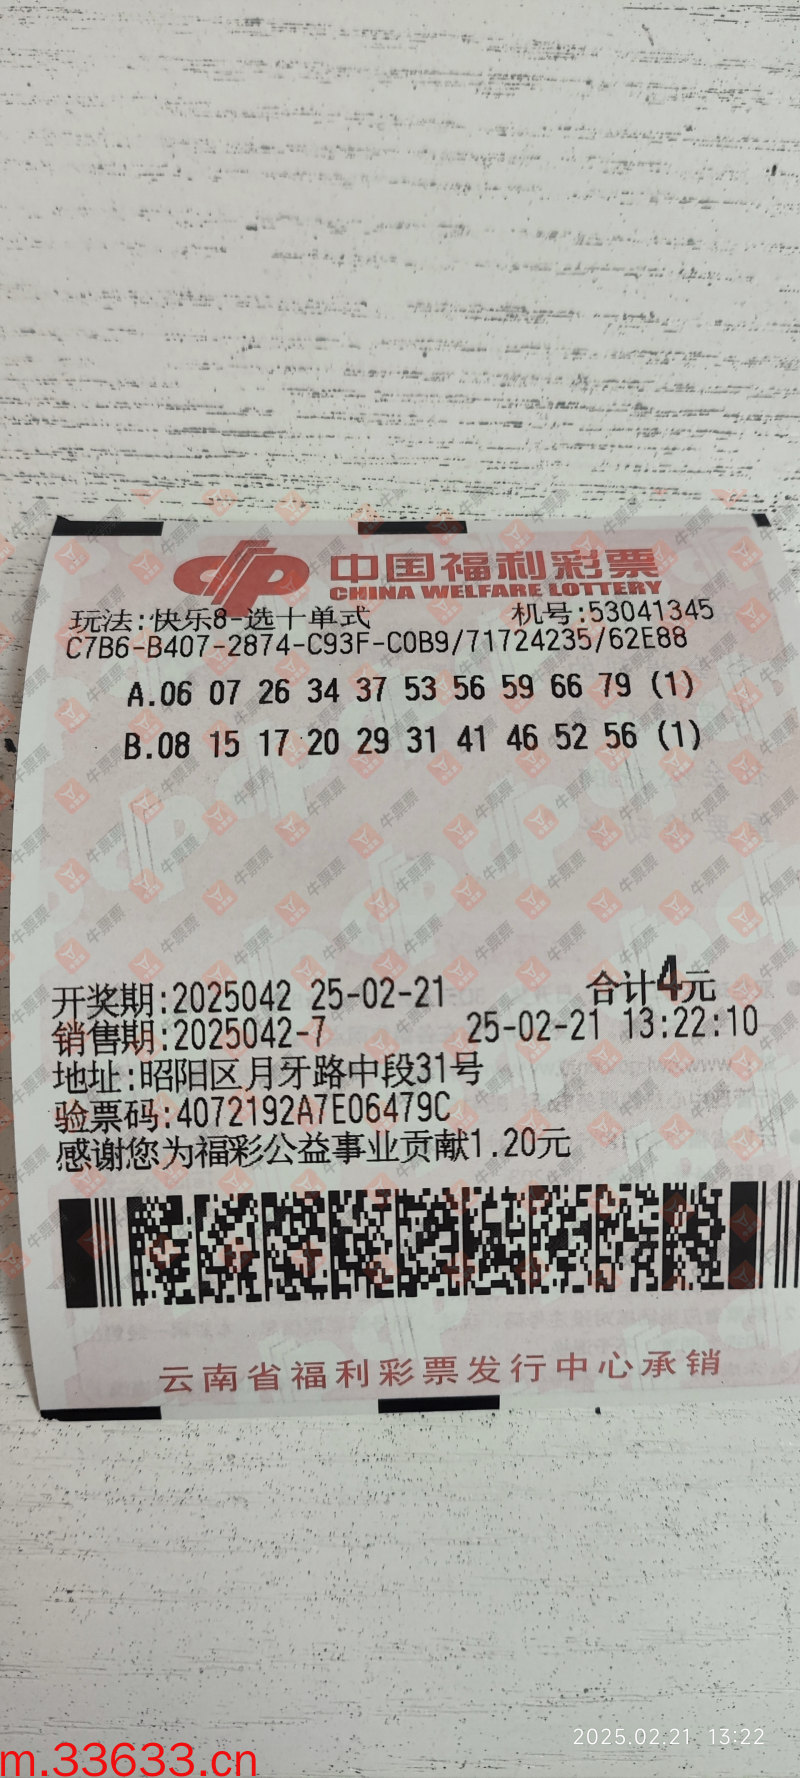 中国福利彩票
CHINA WELFARE LOTTERY
玩法:快乐8-选十单式 机号:53041345
C7B6-B407-2874-C93F-C0B9/71724235/62E88
A.06 07 26 34 37 53 56 59 66 79 (1)
B.08 15 17 20 29 31 41 46 52 56 (1)
开奖期:2025042 25-02-21 合计4元
销售期:2025042-7 25-02-21 13:22:10
地址:昭阳区月牙路中段31号
验票码:4072192A7E06479C
感谢您为福彩公益事业贡献1.20元
云南省福利彩票发行中心承销
2025.02.21 13:22
m.33633.cn
牛票票